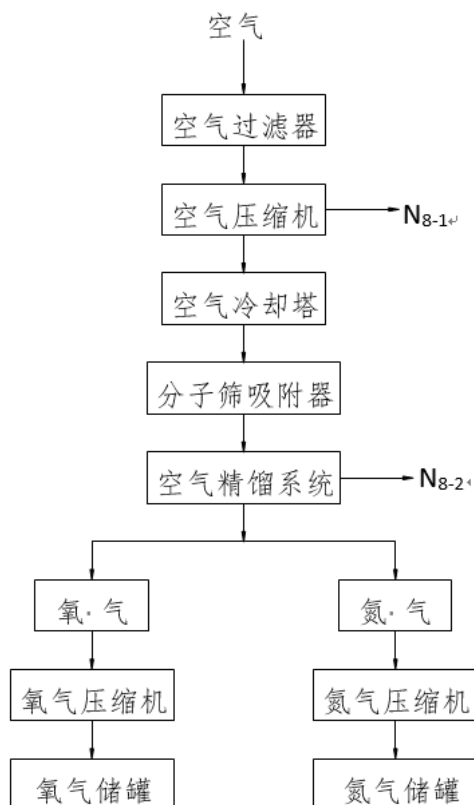 空气
空气过滤器
空气压缩机
N8-1
空气冷却塔
分子筛吸附器
空气精馏系统
N8-2
氧·气
氮·气
氧气压缩机
氮气压缩机
氧气储罐
氮气储罐